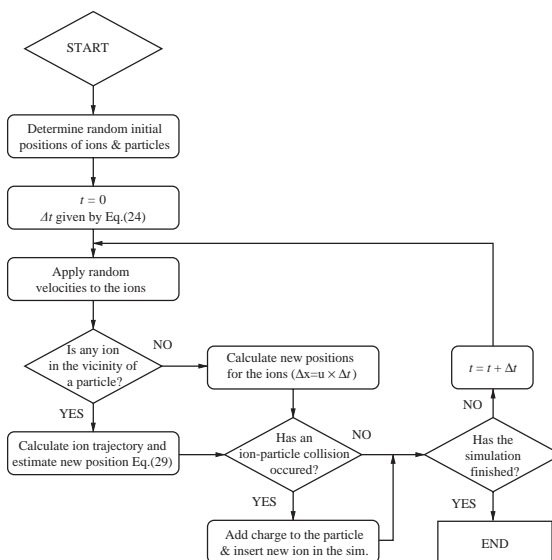 START
Determine random initial
positions of ions & particles
t = 0
Δt given by Eq.(24)
Apply random
velocities to the ions
Is any ion
in the vicinity of
a particle?
NO
YES
Calculate new positions
for the ions (Δx=u × Δt)
Calculate ion trajectory and
estimate new position Eq.(29)
Has an
ion-particle collision
occured?
NO
YES
Add charge to the particle
& insert new ion in the sim.
t = t + Δt
NO
Has the
simulation
finished?
YES
END